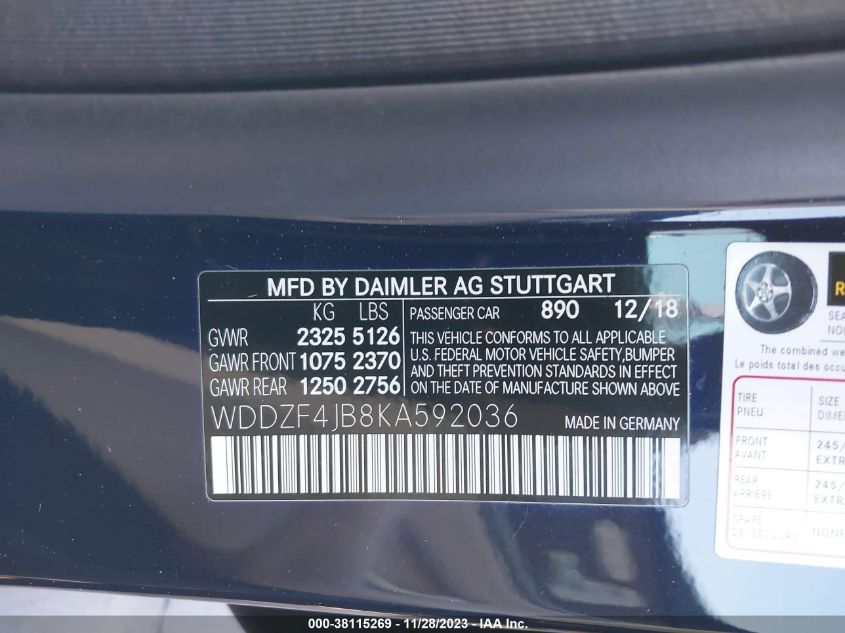 MFD BY DAIMLER AG STUTTGART
KG LBS
GVWR 2325 5126
GAWR FRONT 1075 2370
GAWR REAR 1250 2756
PASSENGER CAR 890 12/18
THIS VEHICLE CONFORMS TO ALL APPLICABLE
U.S. FEDERAL MOTOR VEHICLE SAFETY,BUMPER
AND THEFT PREVENTION STANDARDS IN EFFECT
ON THE DATE OF MANUFACTURE SHOWN ABOVE
WDDZF4JB8KA592036 MADE IN GERMANY
The combined
Le poids total des
TIRE SIZE
PNEU
FRONT 245/
AVANT
REAR 245/
ARRIÈRE
SPARE
DE SECOURS
000-38115269 - 11/28/2023 - IAA Inc.